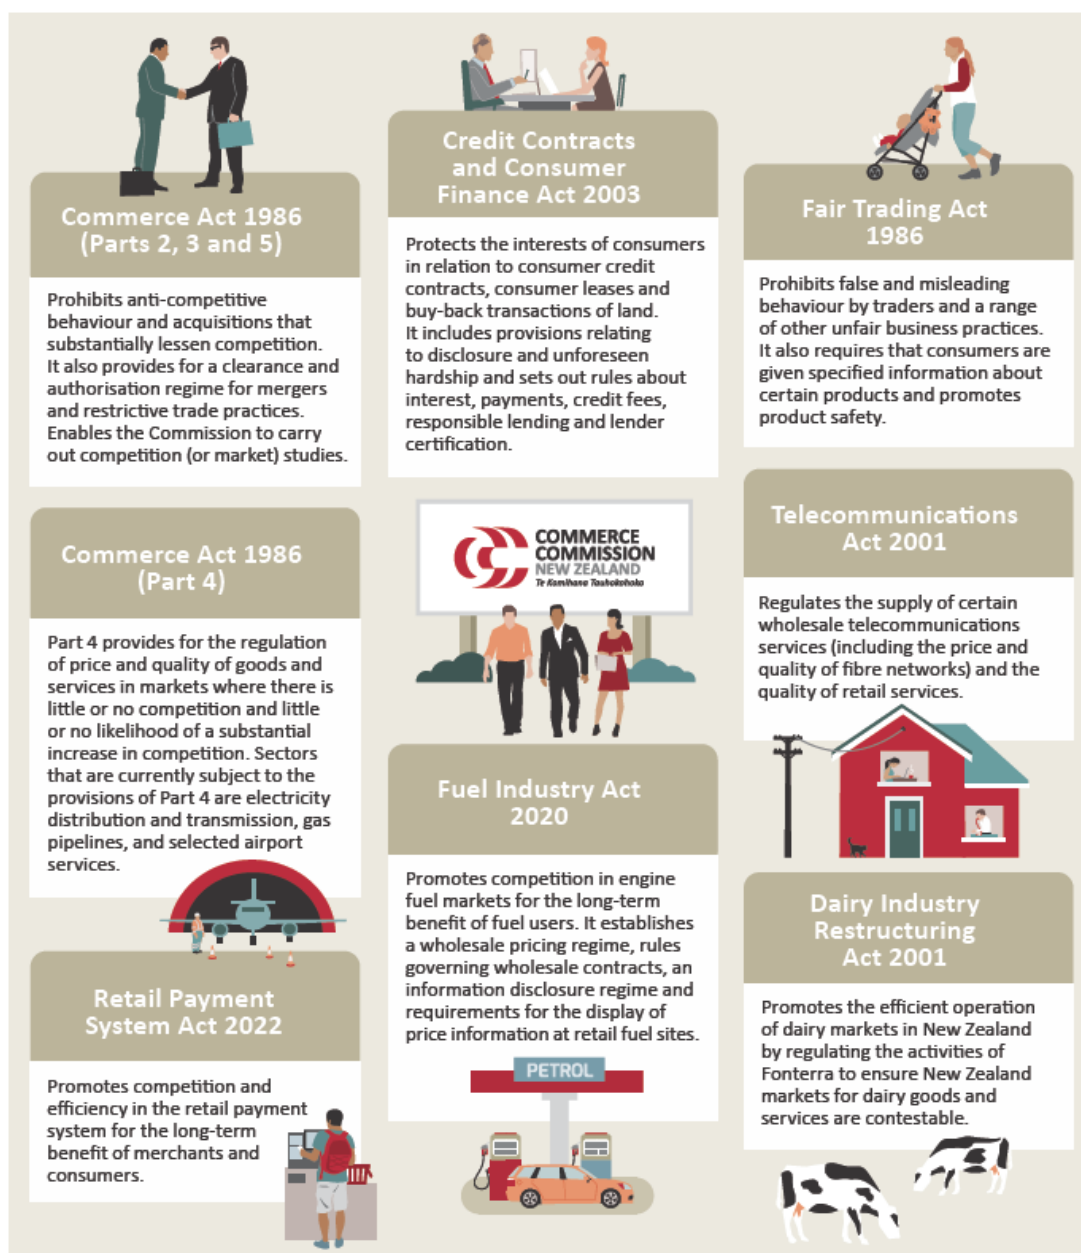 Commerce Act 1986
(Parts 2, 3 and 5)
Prohibits anti-competitive
behaviour and acquisitions that
substantially lessen competition.
It also provides for a clearance and
authorisation regime for mergers
and restrictive trade practices.
Enables the Commission to carry
out competition (or market) studies.
Credit Contracts
and Consumer
Finance Act 2003
Protects the interests of consumers
in relation to consumer credit
contracts, consumer leases and
buy-back transactions of land.
It includes provisions relating
to disclosure and unforeseen
hardship and sets out rules about
interest, payments, credit fees,
responsible lending and lender
certification.
Fair Trading Act
1986
Prohibits false and misleading
behaviour by traders and a range
of other unfair business practices.
It also requires that consumers are
given specified information about
certain products and promotes
product safety.
Commerce Act 1986
(Part 4)
Part 4 provides for the regulation
of price and quality of goods and
services in markets where there is
little or no competition and little
or no likelihood of a substantial
increase in competition. Sectors
that are currently subject to the
provisions of Part 4 are electricity
distribution and transmission, gas
pipelines, and selected airport
services.
COMMERCE
COMMISSION
NEW ZEALAND
Te Komihana Tauhokohoko
Telecommunications
Act 2001
Regulates the supply of certain
wholesale telecommunications
services (including the price and
quality of fibre networks) and the
quality of retail services.
Fuel Industry Act
2020
Promotes competition in engine
fuel markets for the long-term
benefit of fuel users. It establishes
a wholesale pricing regime, rules
governing wholesale contracts, an
information disclosure regime and
requirements for the display of
price information at retail fuel sites.
PETROL
Dairy Industry
Restructuring
Act 2001
Promotes the efficient operation
of dairy markets in New Zealand
by regulating the activities of
Fonterra to ensure New Zealand
markets for dairy goods and
services are contestable.
Retail Payment
System Act 2022
Promotes competition and
efficiency in the retail payment
system for the long-term
benefit of merchants and
consumers.